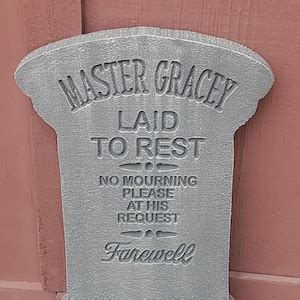 MASTER GRACEY
LAID
TO REST
NO MOURNING
PLEASE
AT HIS
REQUEST
Farewell